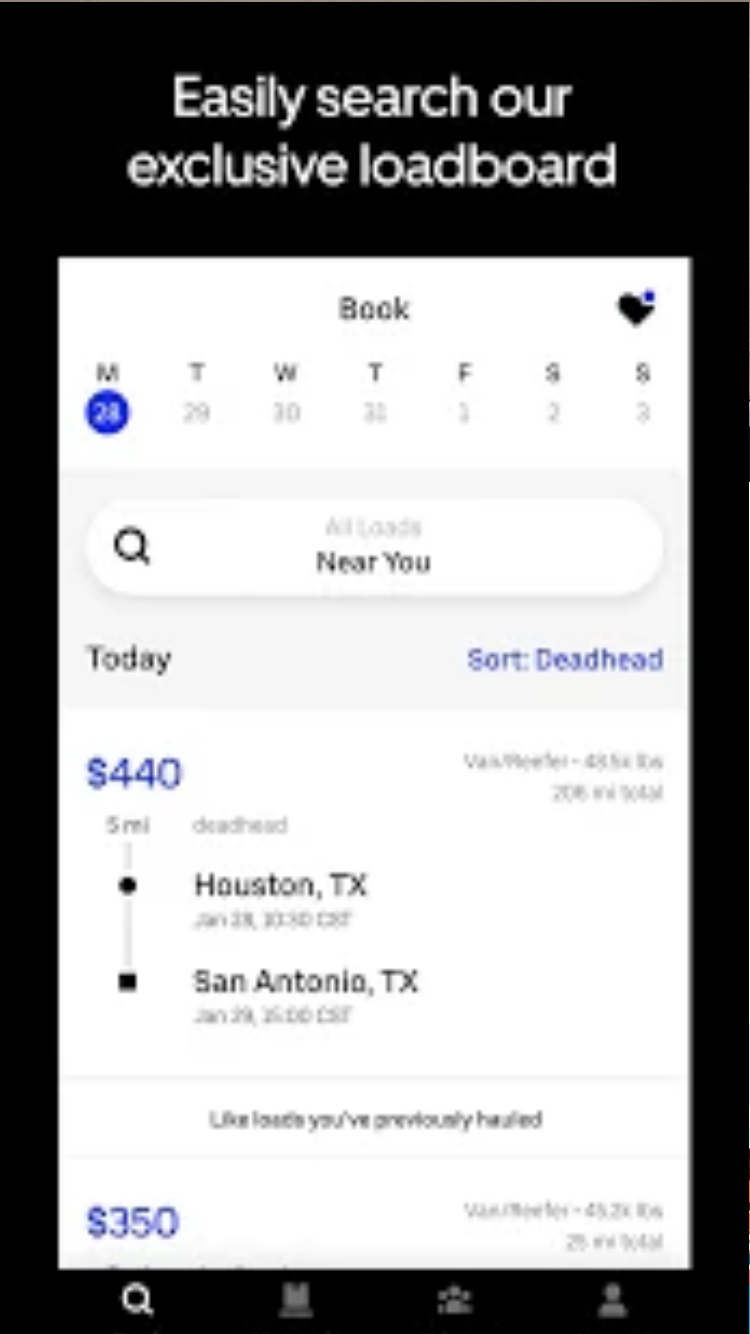 Easily search our
exclusive loadboard
Book
M T W T F S S
28 29 30 31 1 2 3
All Loads
Near You
Today
Sort: Deadhead
$440
Van/Reefer - 43.5k lbs
206 mi total
5 mi deadhead
Houston, TX
Jan 28, 10:30 CST
San Antonio, TX
Jan 29, 15:00 CST
Like loads you've previously hauled
$350
Van/Reefer - 45.2k lbs
25 mi total